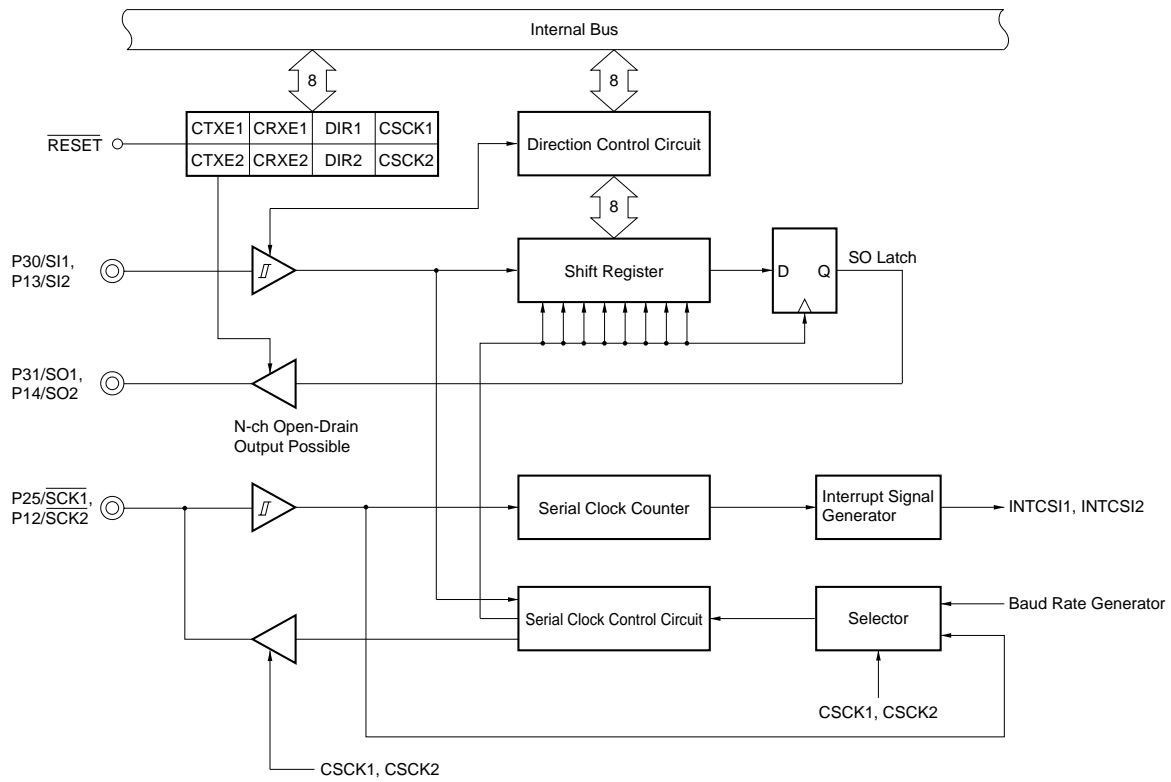 Internal Bus
8
8
RESET
CTXE1 CRXE1 DIR1 CSCK1
CTXE2 CRXE2 DIR2 CSCK2
Direction Control Circuit
8
P30/SI1,
P13/SI2
Shift Register
D Q
SO Latch
P31/SO1,
P14/SO2
N-ch Open-Drain
Output Possible
P25/SCK1,
P12/SCK2
Serial Clock Counter
Interrupt Signal
Generator
INTCSI1, INTCSI2
Serial Clock Control Circuit
Selector
Baud Rate Generator
CSCK1, CSCK2
CSCK1, CSCK2